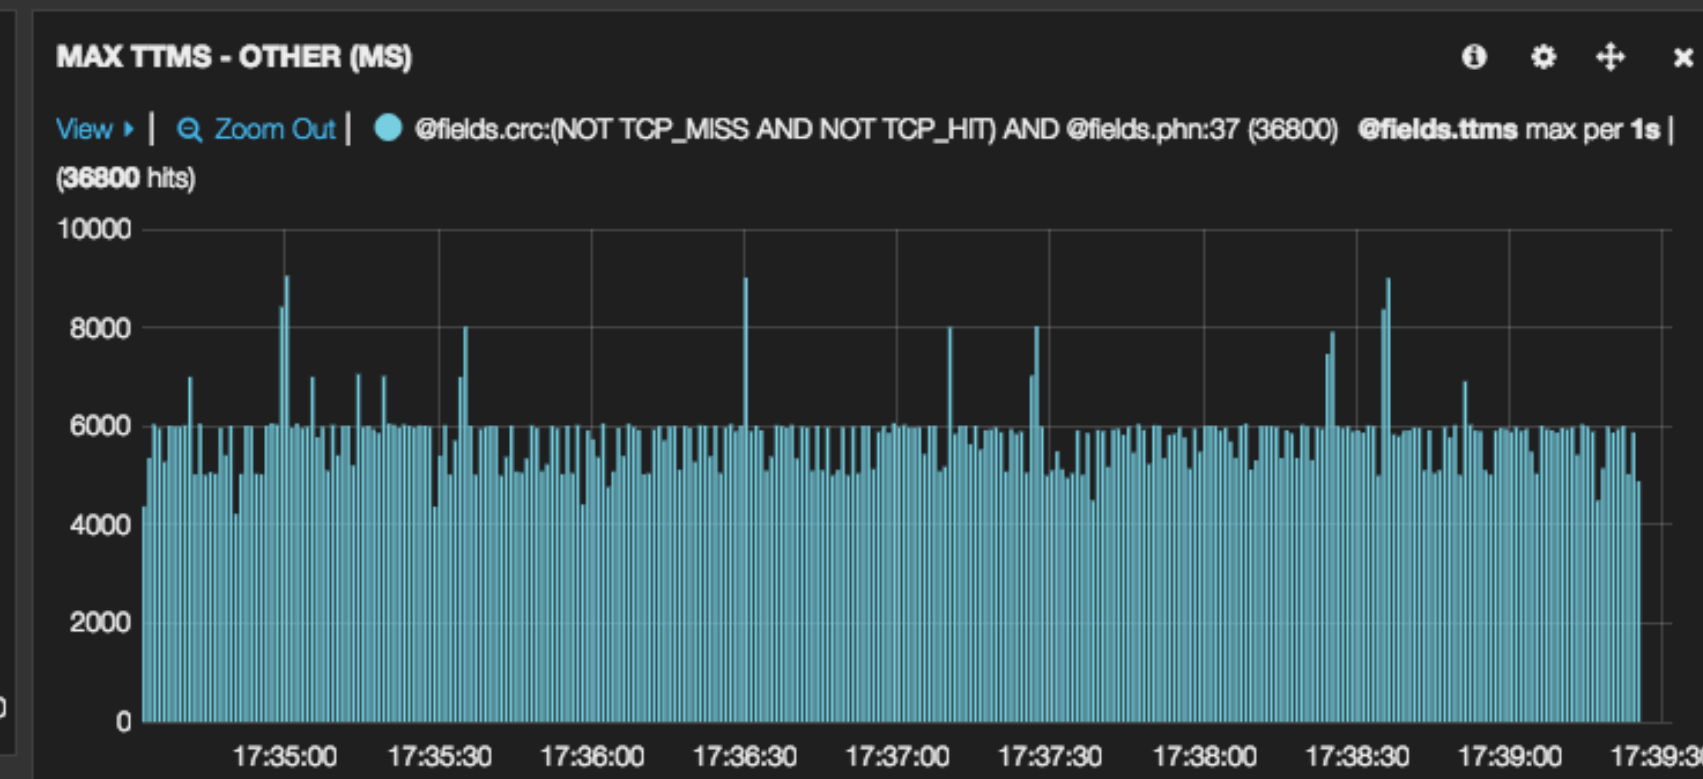 MAX TTMS - OTHER (MS)
View | Zoom Out | @fields.crc:(NOT TCP_MISS AND NOT TCP_HIT) AND @fields.phn:37 (36800) @fields.ttms max per 1s |
(36800 hits)
10000
8000
6000
4000
2000
0
17:35:00 17:35:30 17:36:00 17:36:30 17:37:00 17:37:30 17:38:00 17:38:30 17:39:00